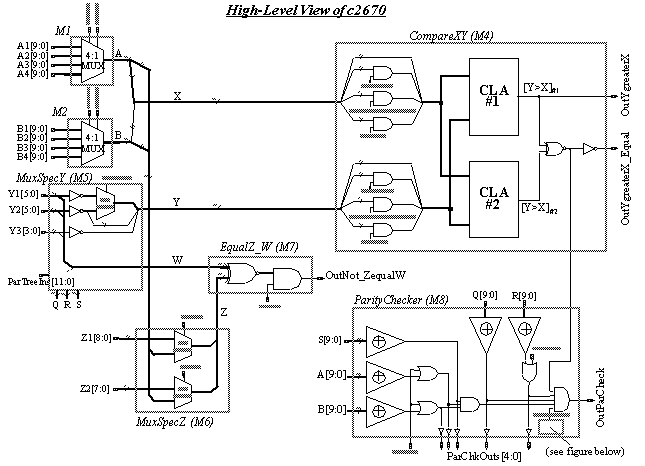 High-Level View of c2670
M1
A1[9:0]
A2[9:0]
A3[9:0]
A4[9:0]
4:1
MUX
A
M2
B1[9:0]
B2[9:0]
B3[9:0]
B4[9:0]
4:1
MUX
B
X
CompareXY (M4)
CLA
#1
[Y>X]#1
OutYgreaterX
CLA
#2
[Y>X]#2
OutYgreaterX_Equal
MuxSpecY (M5)
Y1[5:0]
Y2[5:0]
Y3[3:0]
Y
ParTreeIns[11:0]
Q R S
W
EqualZ_W (M7)
OutNot_ZequalW
Z
Z1[8:0]
Z2[7:0]
MuxSpecZ (M6)
ParityChecker (M8)
Q[9:0]
R[9:0]
S[9:0]
A[9:0]
B[9:0]
OutParCheck
ParChkOuts [4:0]
(see figure below)